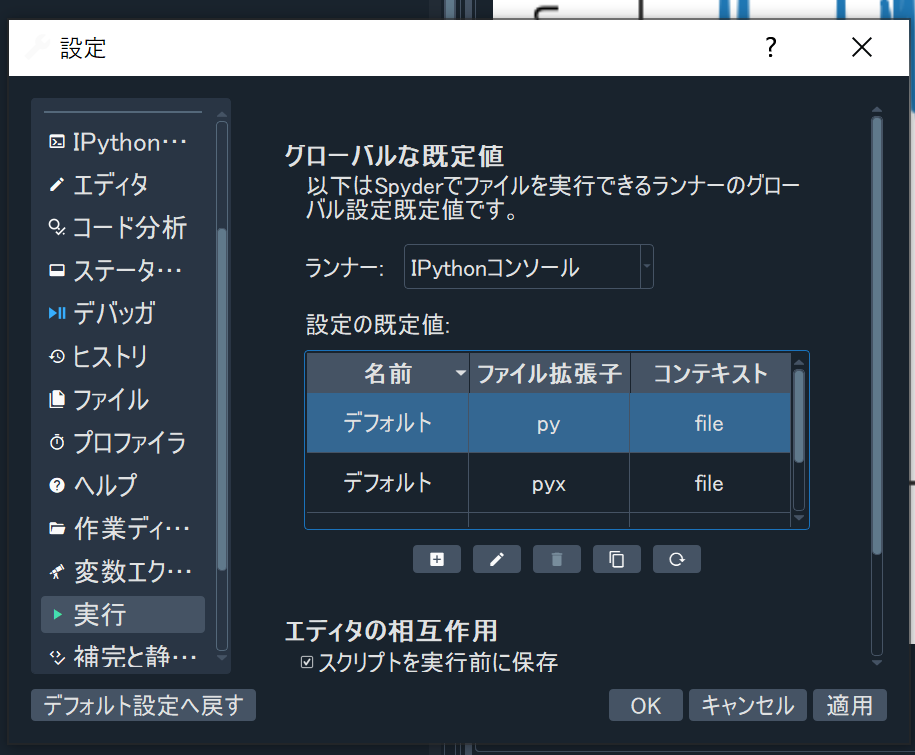 設定
?
IPython…
エディタ
コード分析
ステータ…
デバッガ
ヒストリ
ファイル
プロファイラ
ヘルプ
作業ディ…
変数エク…
実行
補完と静…
デフォルト設定へ戻す
グローバルな既定値
以下はSpyderでファイルを実行できるランナーのグロー
バル設定既定値です。
ランナー: IPythonコンソール
設定の既定値:
名前 ファイル拡張子 コンテキスト
デフォルト py file
デフォルト pyx file
エディタの相互作用
スクリプトを実行前に保存
OK キャンセル 適用